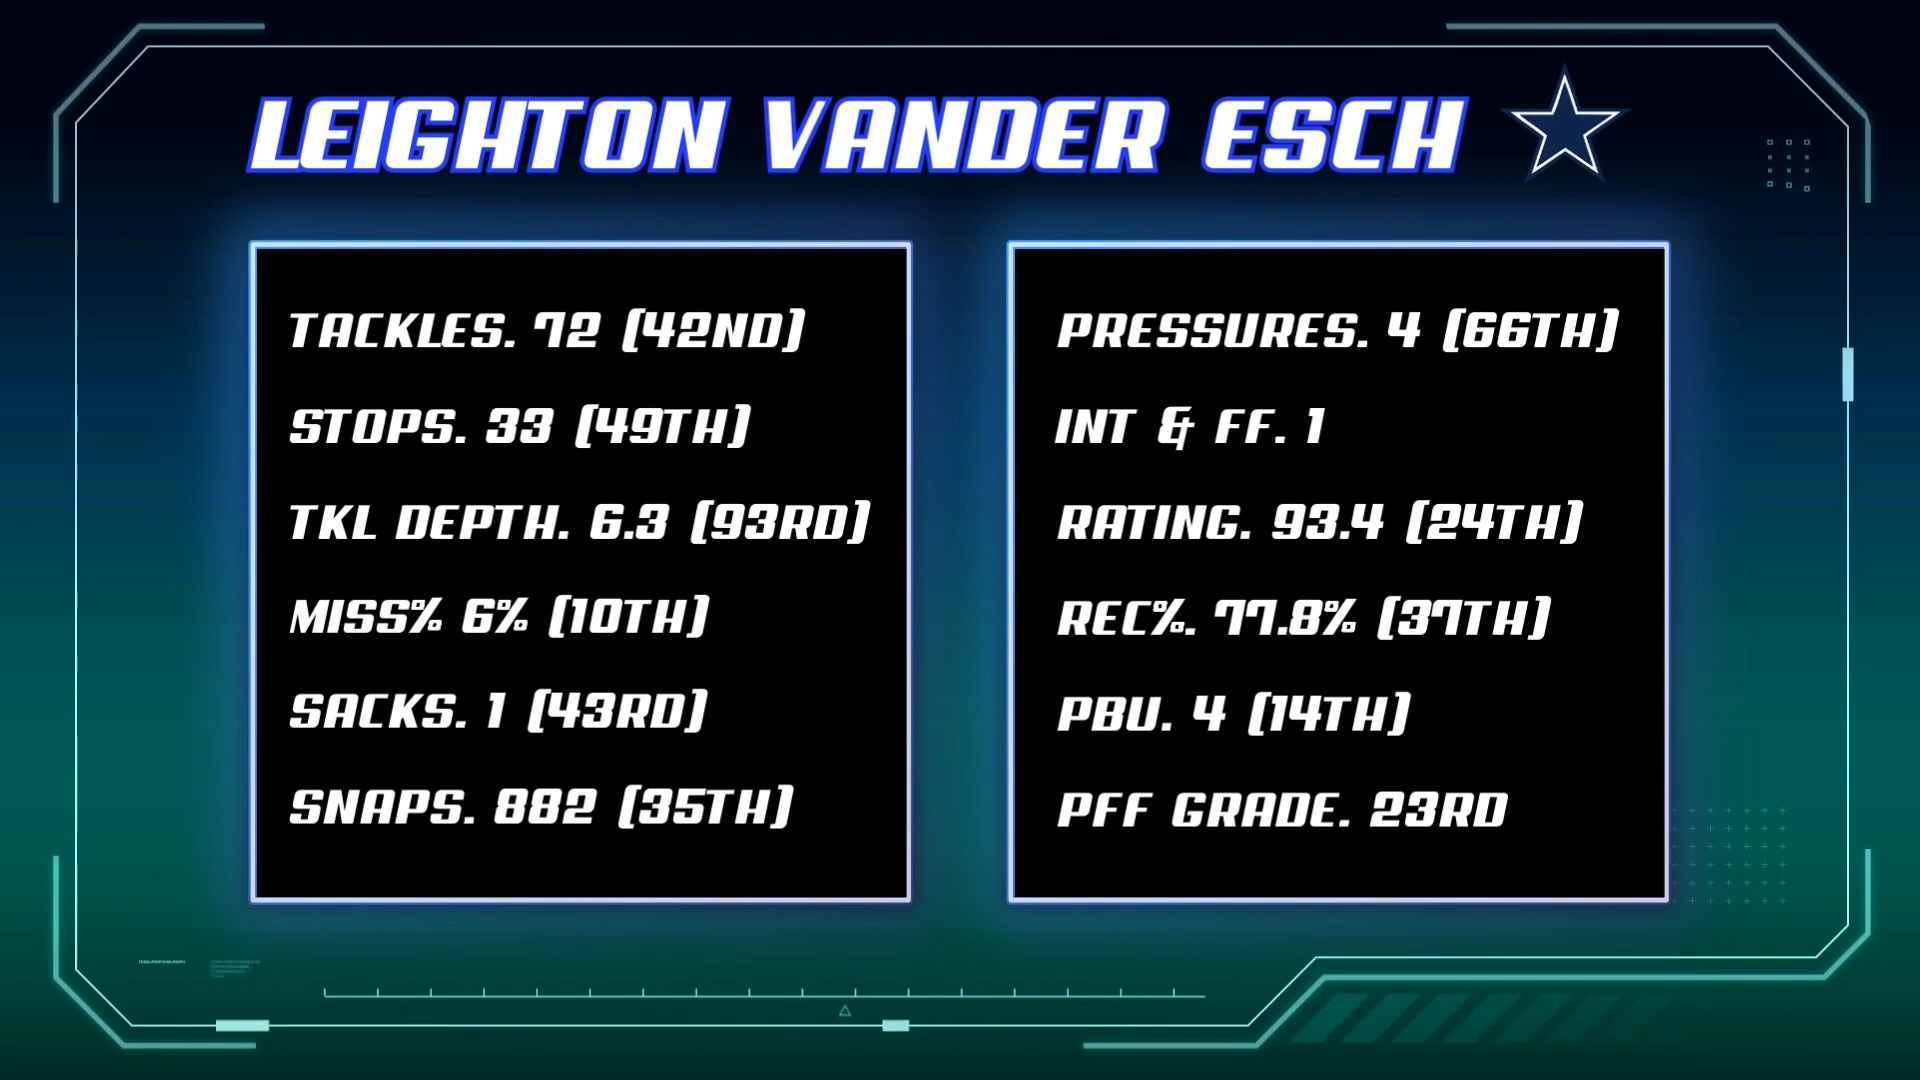 LEIGHTON VANDER ESCH
TACKLES. 72 (42ND)
STOPS. 33 (49TH)
TKL DEPTH. 6.3 (93RD)
MISS% 6% (10TH)
SACKS. 1 (43RD)
SNAPS. 882 (35TH)
PRESSURES. 4 (66TH)
INT & FF. 1
RATING. 93.4 (24TH)
REC%. 77.8% (37TH)
PBU. 4 (14TH)
PFF GRADE. 23RD